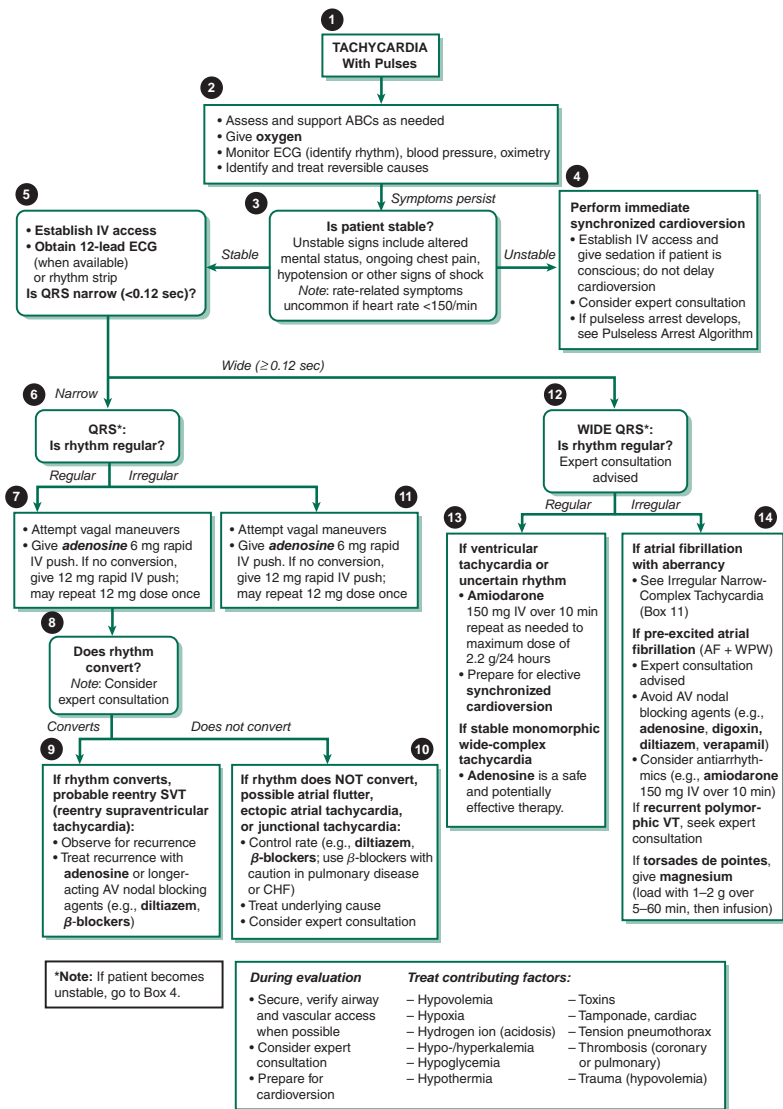 1
TACHYCARDIA
With Pulses
2
• Assess and support ABCs as needed
• Give oxygen
• Monitor ECG (identify rhythm), blood pressure, oximetry
• Identify and treat reversible causes
Symptoms persist
3
Is patient stable?
Unstable signs include altered
mental status, ongoing chest pain,
hypotension or other signs of shock
Note: rate-related symptoms
uncommon if heart rate <150/min
Stable
Unstable
4
Perform immediate
synchronized cardioversion
• Establish IV access and
give sedation if patient is
conscious; do not delay
cardioversion
• Consider expert consultation
• If pulseless arrest develops,
see Pulseless Arrest Algorithm
5
• Establish IV access
• Obtain 12-lead ECG
(when available)
or rhythm strip
Is QRS narrow (<0.12 sec)?
Wide (≥0.12 sec)
Narrow
6
QRS*:
Is rhythm regular?
Regular
Irregular
7
• Attempt vagal maneuvers
• Give adenosine 6 mg rapid
IV push. If no conversion,
give 12 mg rapid IV push;
may repeat 12 mg dose once
11
• Attempt vagal maneuvers
• Give adenosine 6 mg rapid
IV push. If no conversion,
give 12 mg rapid IV push;
may repeat 12 mg dose once
8
Does rhythm
convert?
Note: Consider
expert consultation
Converts
Does not convert
9
If rhythm converts,
probable reentry SVT
(reentry supraventricular
tachycardia):
• Observe for recurrence
• Treat recurrence with
adenosine or longer-
acting AV nodal blocking
agents (e.g., diltiazem,
β-blockers)
10
If rhythm does NOT convert,
possible atrial flutter,
ectopic atrial tachycardia,
or junctional tachycardia:
• Control rate (e.g., diltiazem,
β-blockers; use β-blockers with
caution in pulmonary disease
or CHF)
• Treat underlying cause
• Consider expert consultation
12
WIDE QRS*:
Is rhythm regular?
Expert consultation
advised
Regular
Irregular
13
If ventricular
tachycardia or
uncertain rhythm
• Amiodarone
150 mg IV over 10 min
repeat as needed to
maximum dose of
2.2 g/24 hours
• Prepare for elective
synchronized
cardioversion
If stable monomorphic
wide-complex
tachycardia
• Adenosine is a safe
and potentially
effective therapy.
14
If atrial fibrillation
with aberrancy
• See Irregular Narrow-
Complex Tachycardia
(Box 11)
If pre-excited atrial
fibrillation (AF + WPW)
• Expert consultation
advised
• Avoid AV nodal
blocking agents (e.g.,
adenosine, digoxin,
diltiazem, verapamil)
• Consider antiarrhyth-
mics (e.g., amiodarone
150 mg IV over 10 min)
If recurrent polymor-
phic VT, seek expert
consultation
If torsades de pointes,
give magnesium
(load with 1–2 g over
5–60 min, then infusion)
*Note: If patient becomes
unstable, go to Box 4.
During evaluation
• Secure, verify airway
and vascular access
when possible
• Consider expert
consultation
• Prepare for
cardioversion
Treat contributing factors:
– Hypovolemia
– Hypoxia
– Hydrogen ion (acidosis)
– Hypo-/hyperkalemia
– Hypoglycemia
– Hypothermia
– Toxins
– Tamponade, cardiac
– Tension pneumothorax
– Thrombosis (coronary
or pulmonary)
– Trauma (hypovolemia)